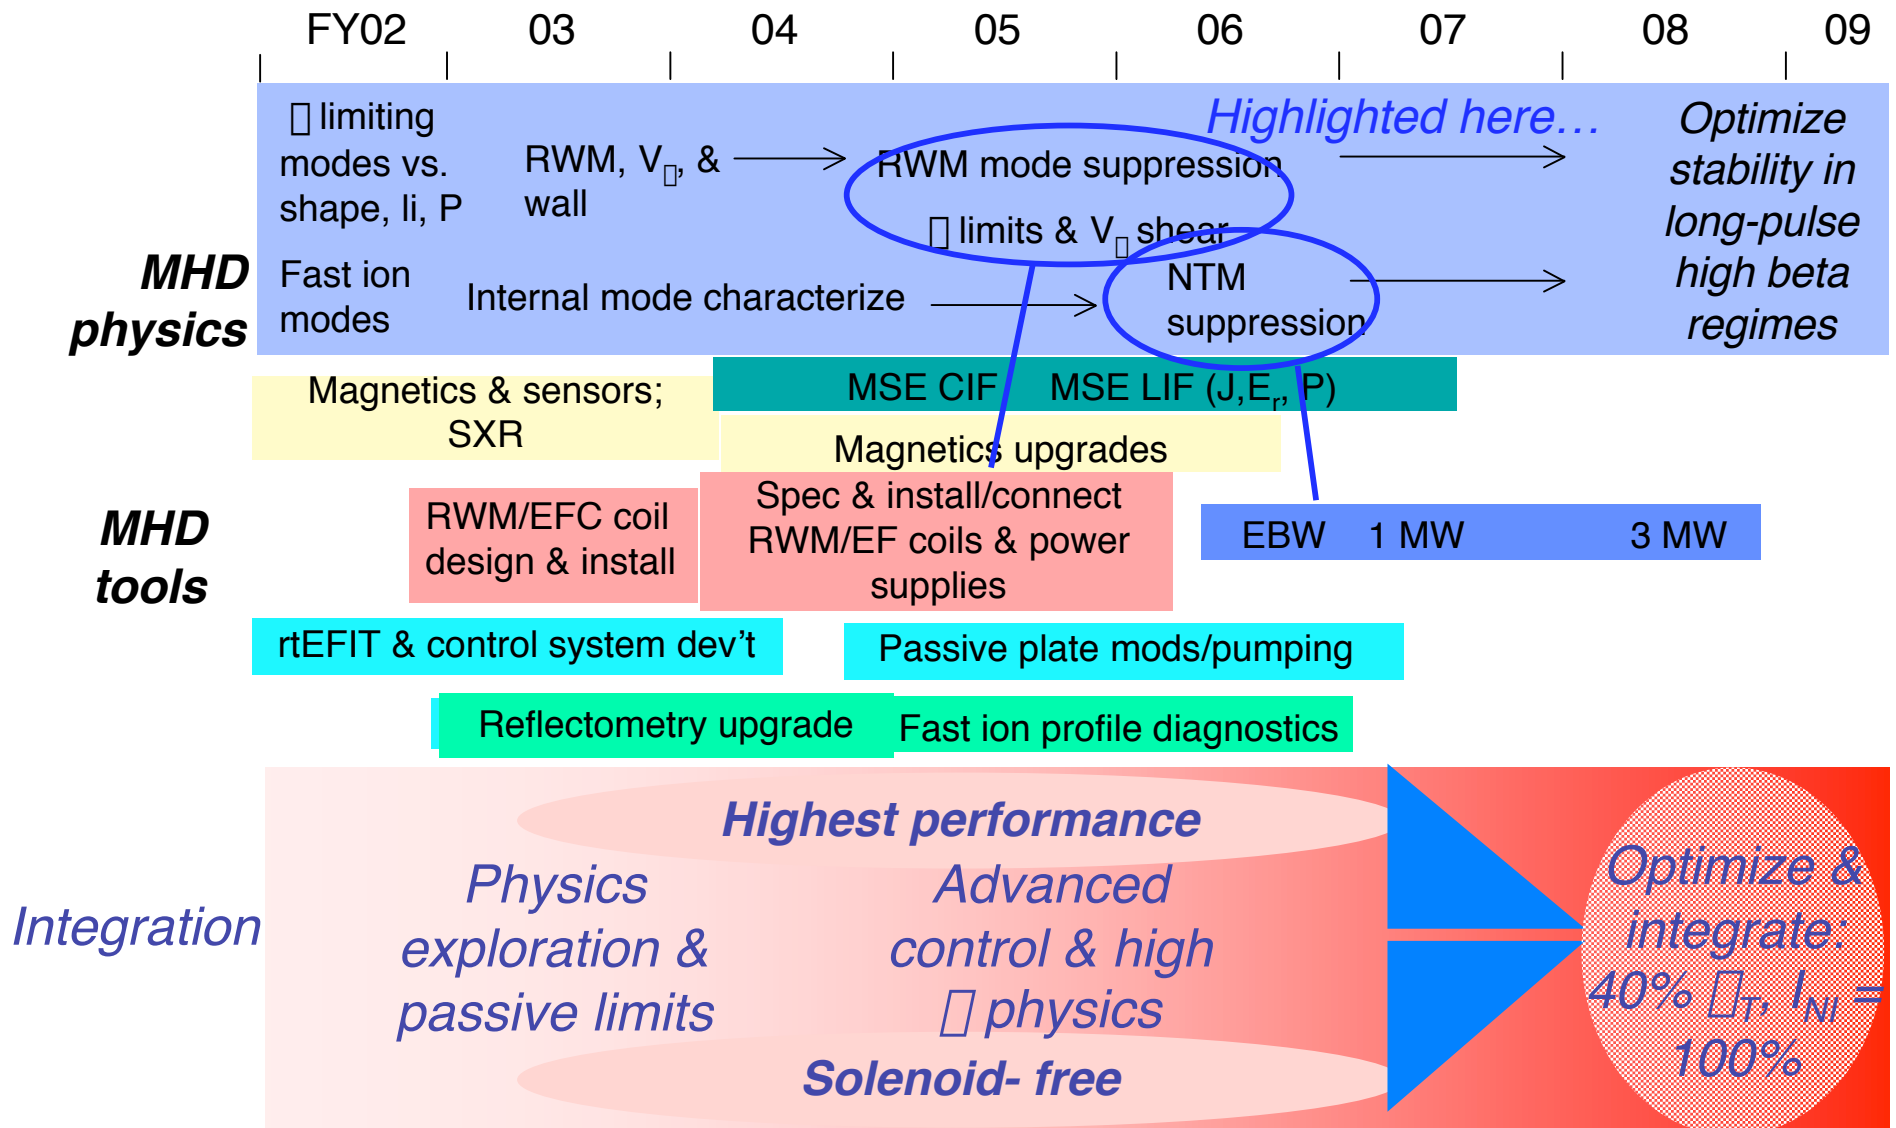 FY02 03 04 05 06 07 08 09
▯ limiting
modes vs.
shape, li, P
RWM, V▯, &
wall
RWM mode suppression
▯ limits & V▯ shear
Highlighted here…
Optimize
stability in
long-pulse
high beta
regimes
MHD
physics
Fast ion
modes
Internal mode characterize
NTM
suppression
Magnetics & sensors;
SXR
MSE CIF MSE LIF (J,Er, P)
Magnetics upgrades
MHD
tools
RWM/EFC coil
design & install
Spec & install/connect
RWM/EF coils & power
supplies
EBW 1 MW 3 MW
rtEFIT & control system dev't
Passive plate mods/pumping
Reflectometry upgrade
Fast ion profile diagnostics
Integration
Highest performance
Physics
exploration &
passive limits
Advanced
control & high
▯ physics
Solenoid- free
Optimize &
integrate:
40% ▯T, INI =
100%